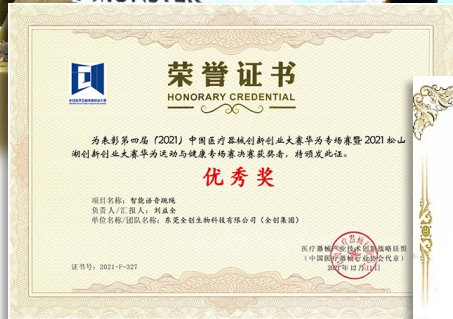 MONSTER
荣誉证书
HONORARY CREDENTIAL
为表彰第四届（2021）中国医疗器械创新创业大赛华为专场赛暨2021松山
湖创新创业大赛华为运动与健康专场赛决赛获奖者，特颁发此证。
优秀奖
项目名称：智能语音跳绳
负责人/汇报人：刘益全
单位名称/团队名称：东莞全创生物科技有限公司（全创集团）
医疗器械产业技术创新战略联盟
（中国医疗器械行业协会代章）
证书号：2021-F-327
2021年12月11日